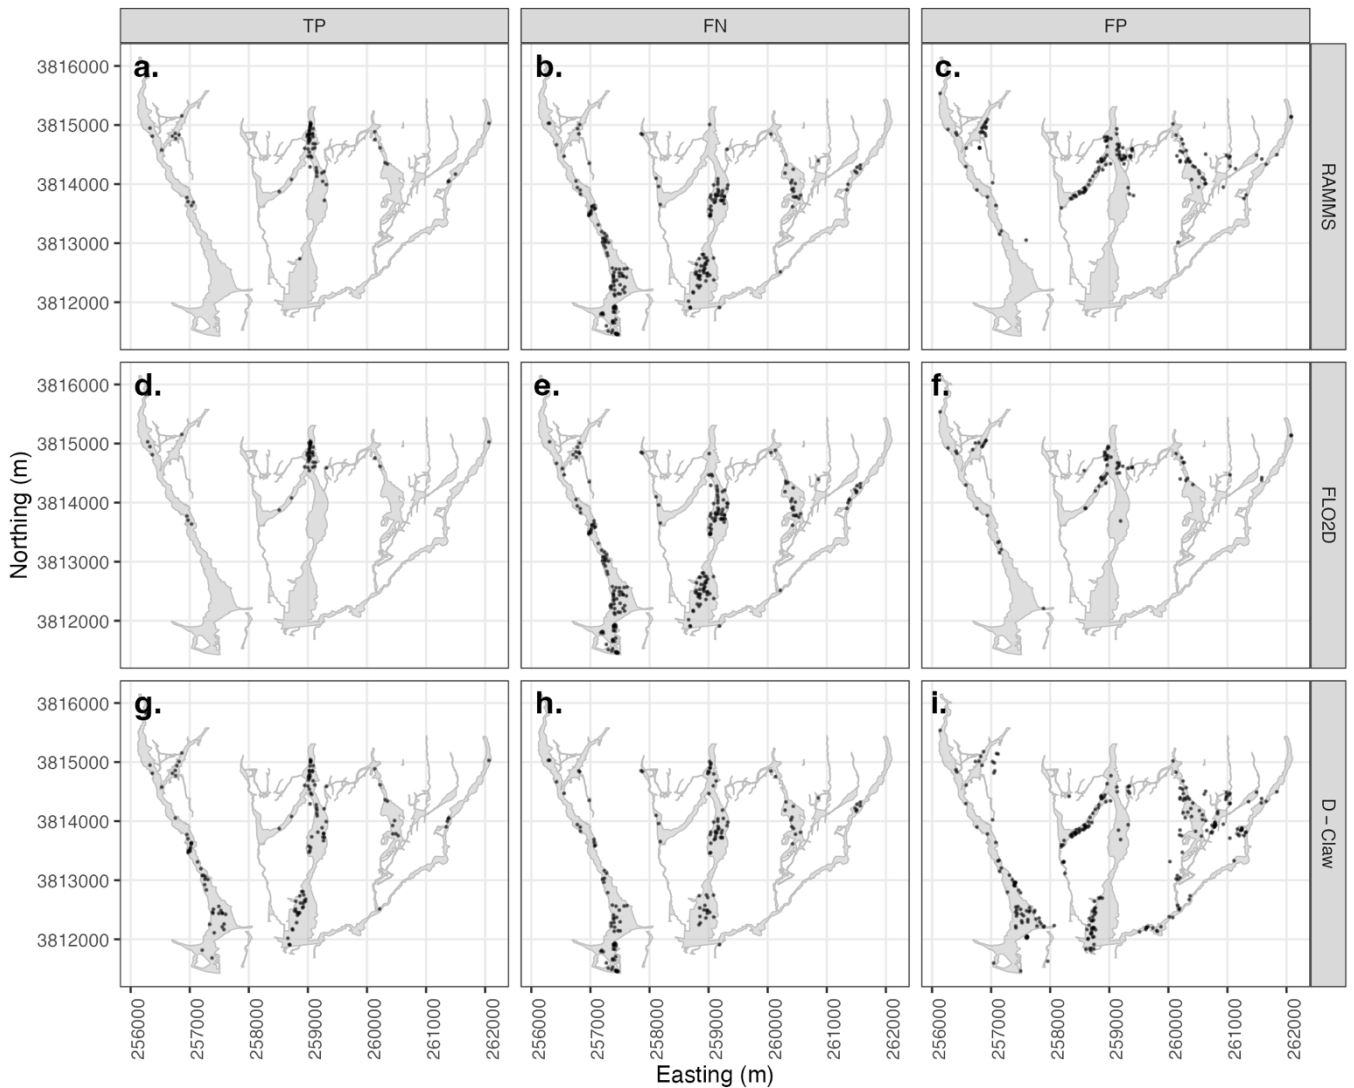 TP FN FP
a. b. c.
3816000
3815000
3814000
3813000
3812000
RAMMS
d. e. f.
3816000
3815000
3814000
3813000
3812000
FLO2D
g. h. i.
3816000
3815000
3814000
3813000
3812000
D – Claw
Northing (m)
256000 257000 258000 259000 260000 261000 262000 256000 257000 258000 259000 260000 261000 262000 256000 257000 258000 259000 260000 261000 262000
Easting (m)